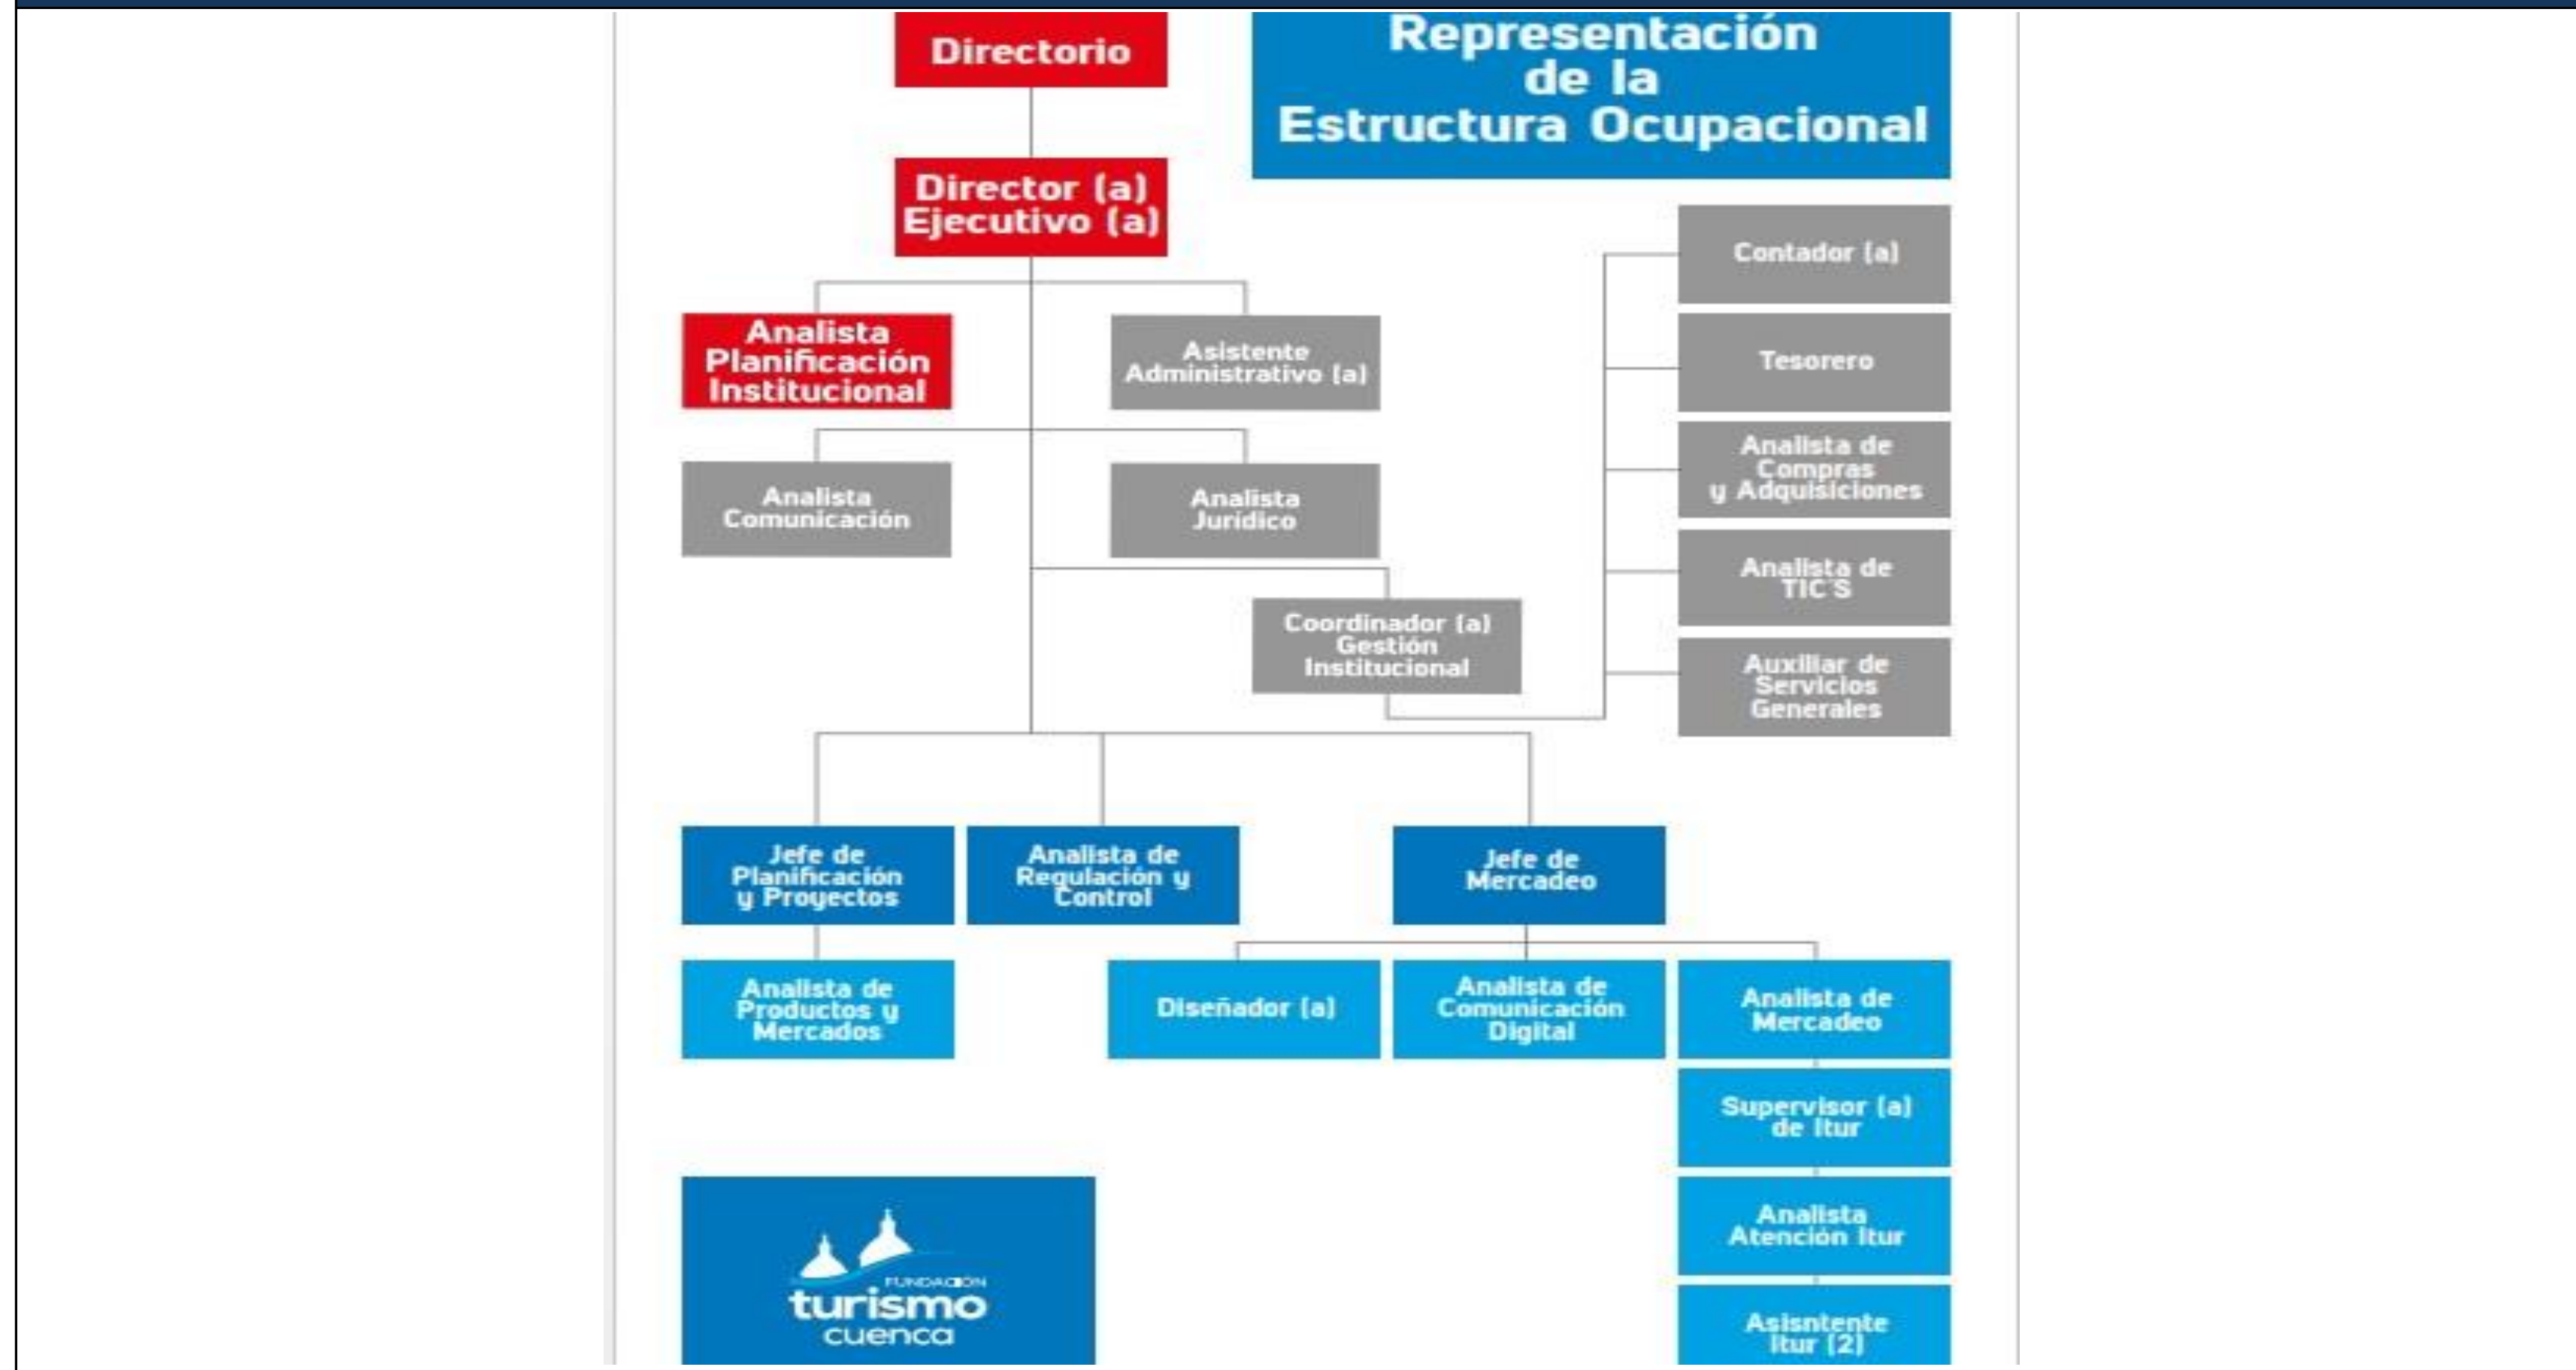 Directorio
Representación
de la
Estructura Ocupacional
Director (a)
Ejecutivo (a)
Contador (a)
Analista
Planificación
Institucional
Asistente
Administrativo (a)
Tesorero
Analista de
Compras
y Adquisiciones
Analista
Comunicación
Analista
Jurídico
Analista de
TIC'S
Coordinador (a)
Gestión
Institucional
Auxiliar de
Servicios
Generales
Jefe de
Planificación
y Proyectos
Analista de
Regulación y
Control
Jefe de
Mercadeo
Analista de
Productos y
Mercados
Diseñador (a)
Analista de
Comunicación
Digital
Analista de
Mercadeo
Supervisor (a)
de Itur
Analista
Atención Itur
FUNDACIÓN
turismo
cuenca
Asisntente
Itur (2)